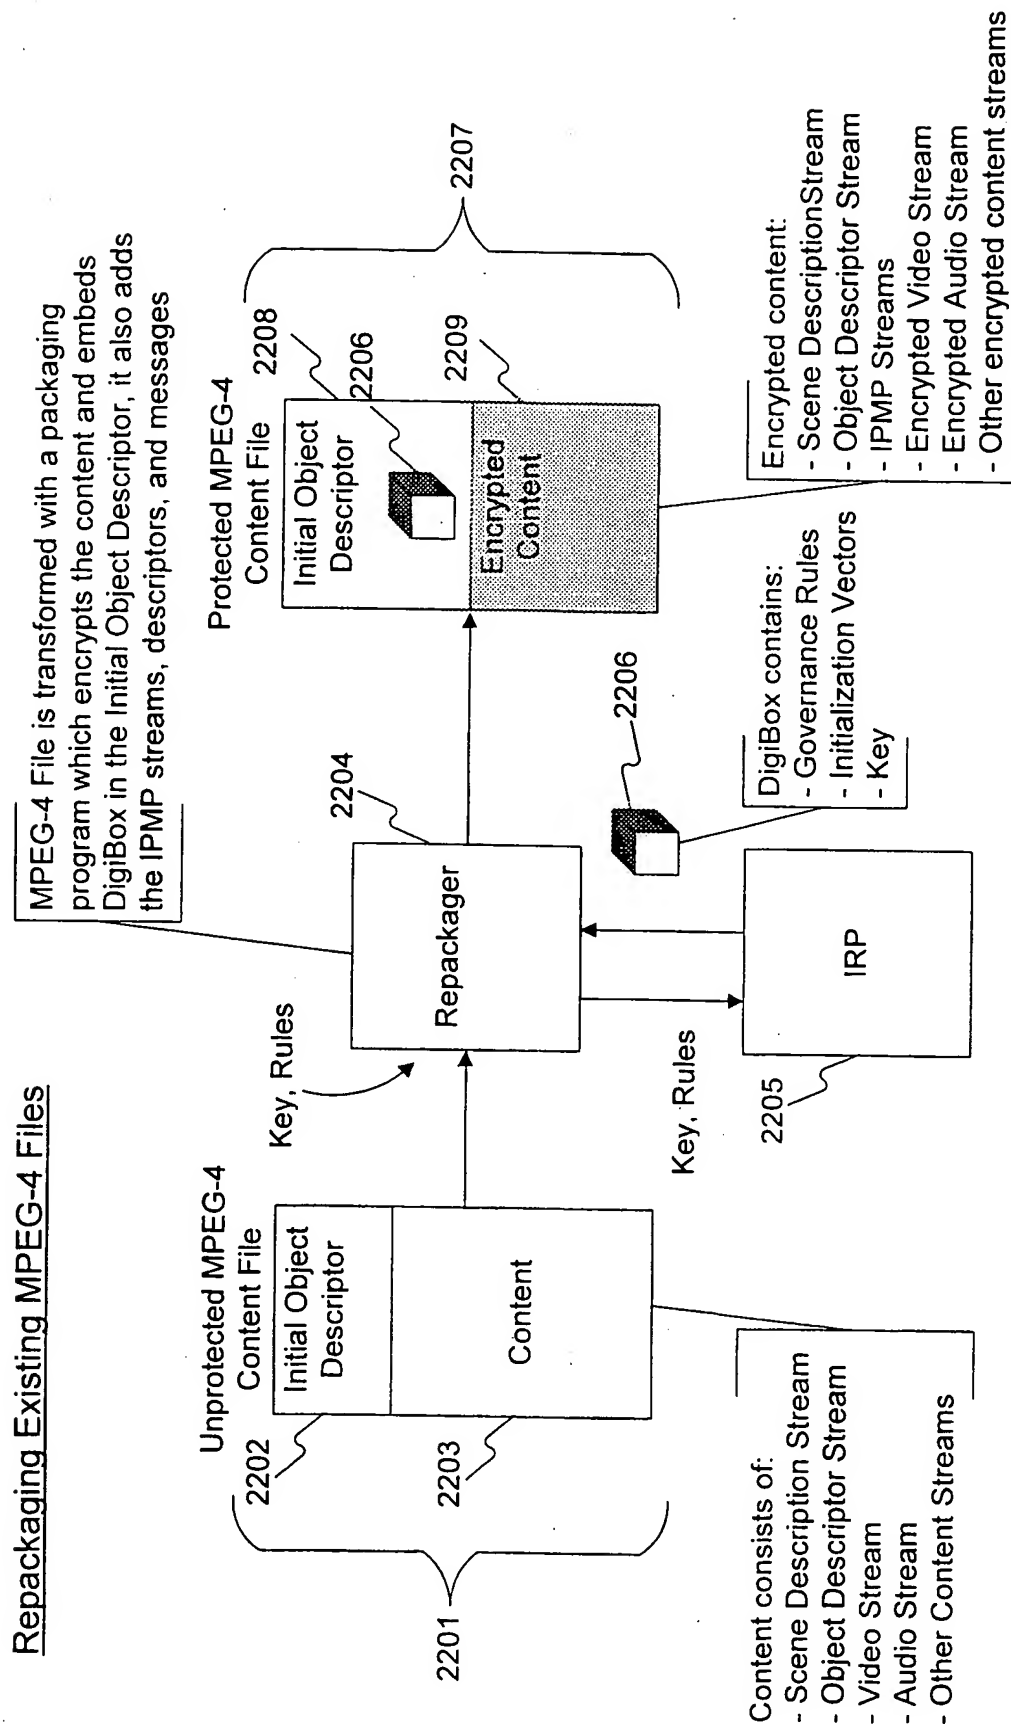 Repackaging Existing MPEG-4 Files
MPEG-4 File is transformed with a packaging
program which encrypts the content and embeds
DigiBox in the Initial Object Descriptor, it also adds
the IPMP streams, descriptors, and messages
Unprotected MPEG-4
Content File
Initial Object
Descriptor
Content
2201
2202
2203
Content consists of:
- Scene Description Stream
- Object Descriptor Stream
- Video Stream
- Audio Stream
- Other Content Streams
Key, Rules
Repackager
2204
Key, Rules
2205
IRP
2206
DigiBox contains:
- Governance Rules
- Initialization Vectors
- Key
Protected MPEG-4
Content File
Initial Object
Descriptor
Encrypted
Content
2208
2206
2209
2207
Encrypted content:
- Scene DescriptionStream
- Object Descriptor Stream
- IPMP Streams
- Encrypted Video Stream
- Encrypted Audio Stream
- Other encrypted content streams